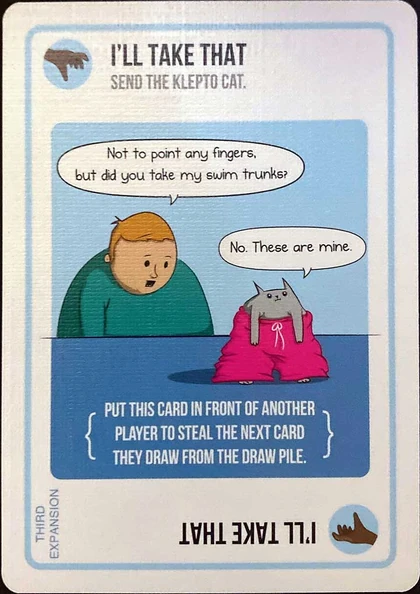 I'LL TAKE THAT
SEND THE KLEPTO CAT.
Not to point any fingers,
but did you take my swim trunks?
No. These are mine.
PUT THIS CARD IN FRONT OF ANOTHER
PLAYER TO STEAL THE NEXT CARD
THEY DRAW FROM THE DRAW PILE.
THIRD
EXPANSION
I'LL TAKE THAT